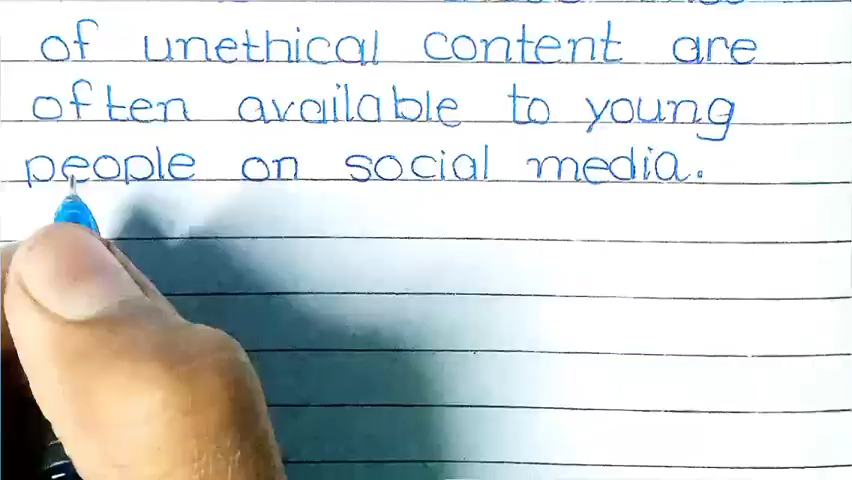 of unethical content are
often available to young
people on social media.